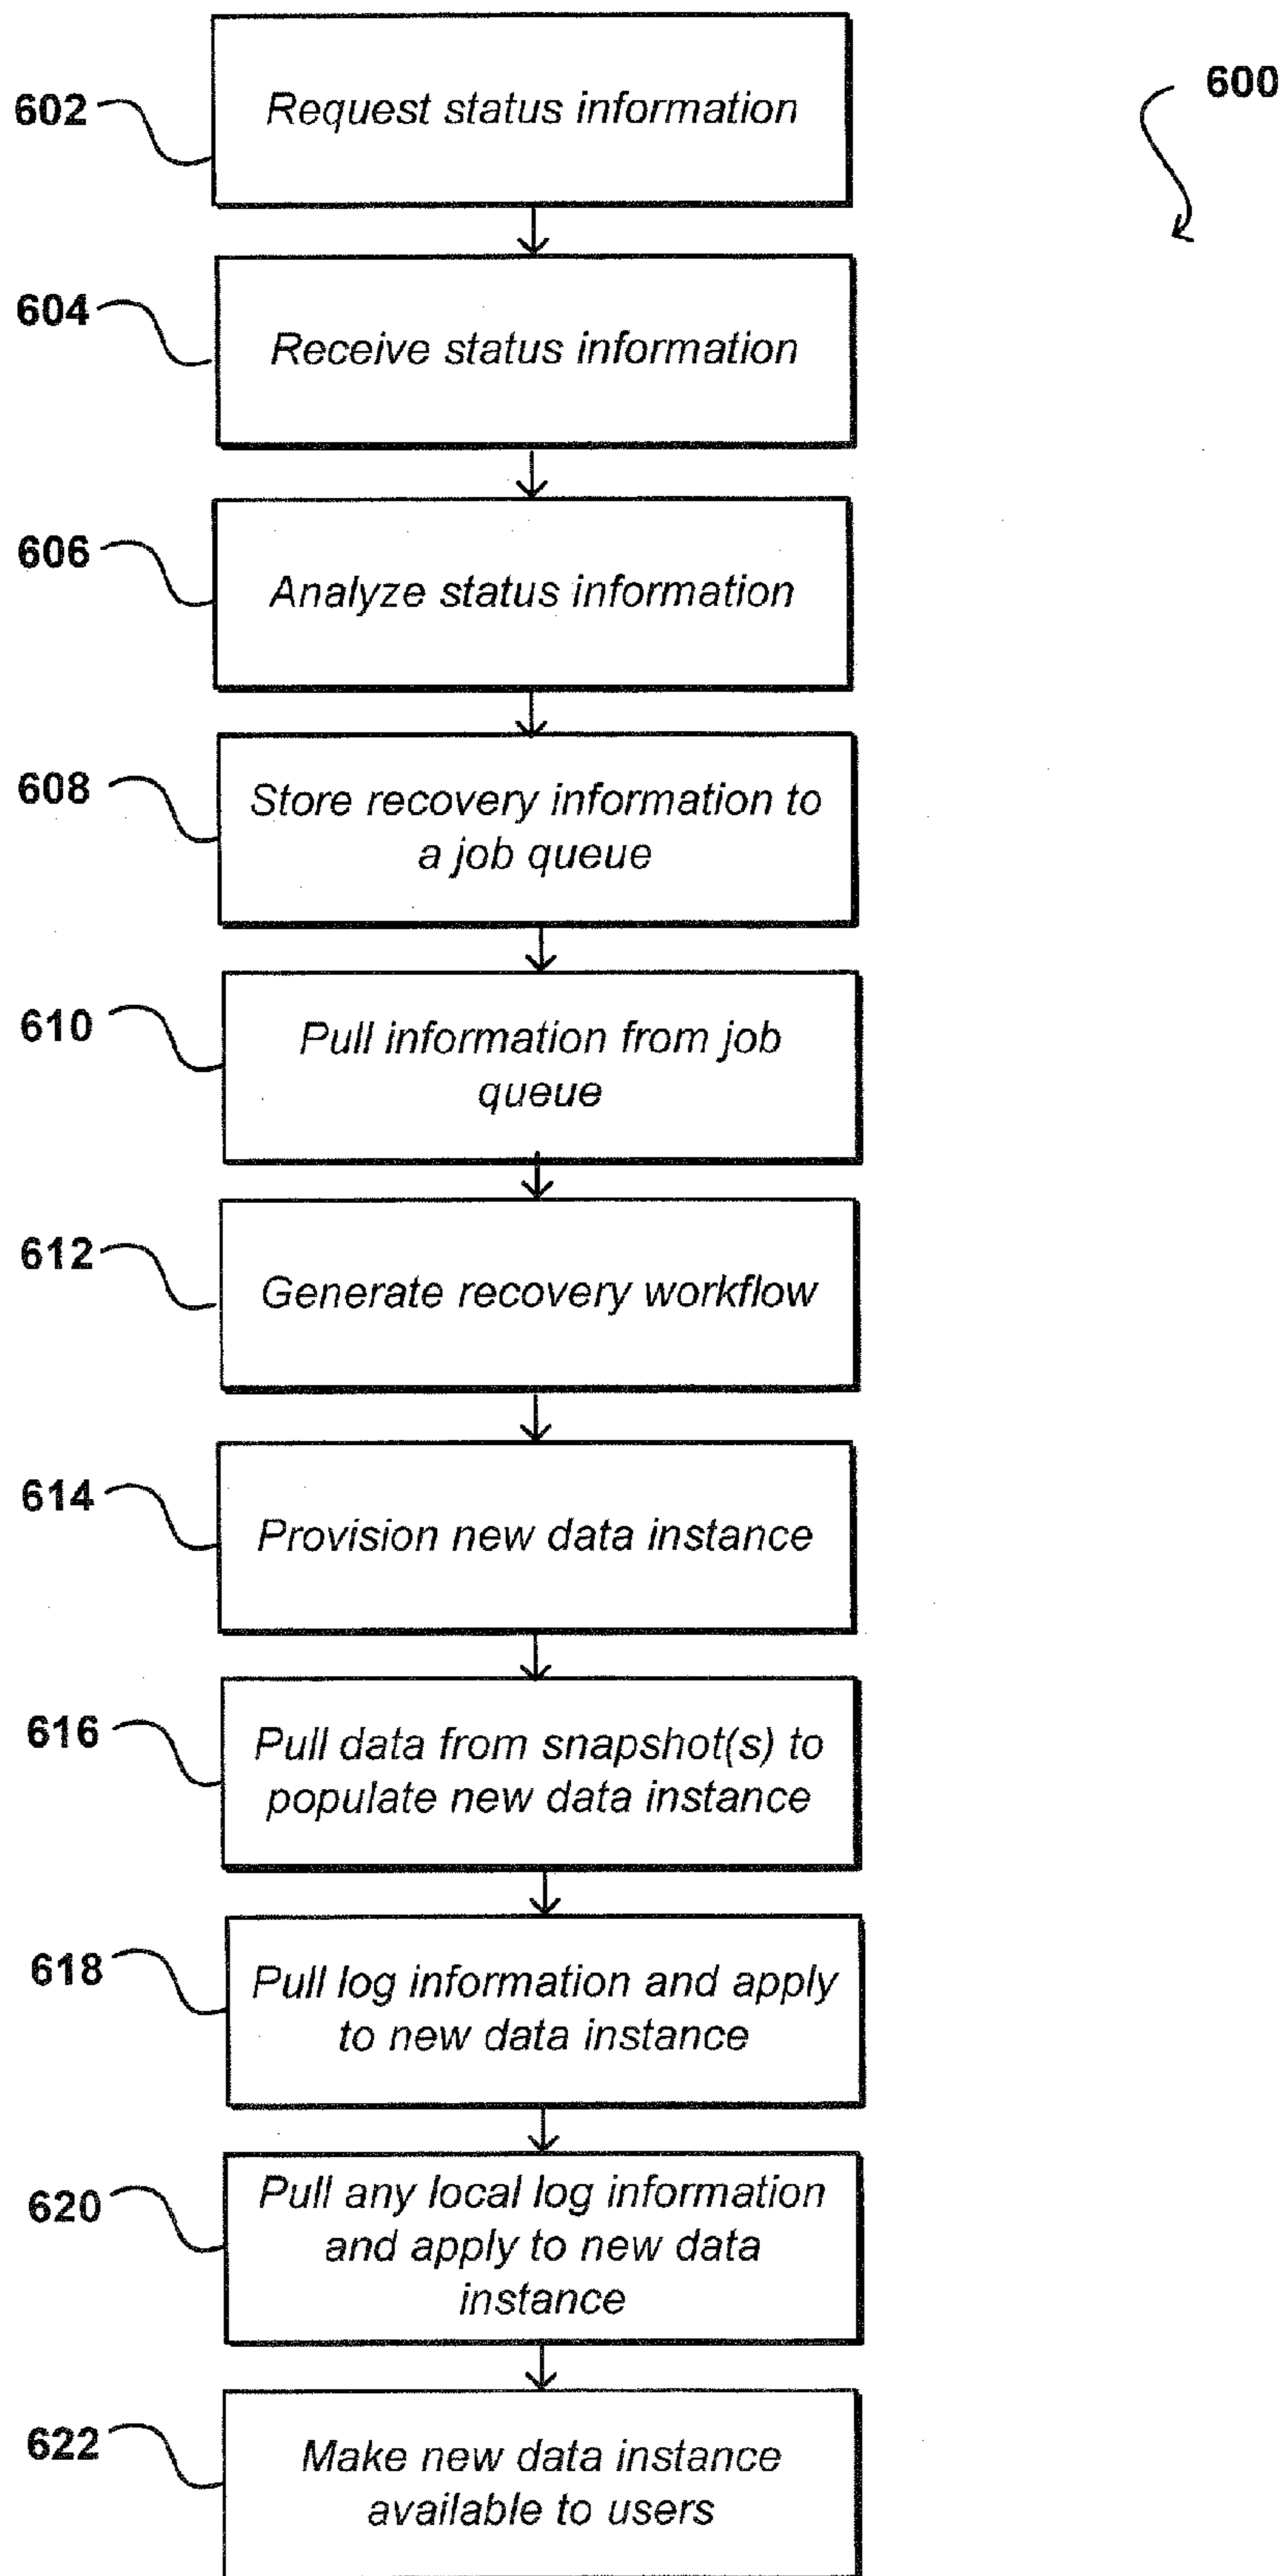 600
602
Request status information
604
Receive status information
606
Analyze status information
608
Store recovery information to
a job queue
610
Pull information from job
queue
612
Generate recovery workflow
614
Provision new data instance
616
Pull data from snapshot(s) to
populate new data instance
618
Pull log information and apply
to new data instance
620
Pull any local log information
and apply to new data
instance
622
Make new data instance
available to users